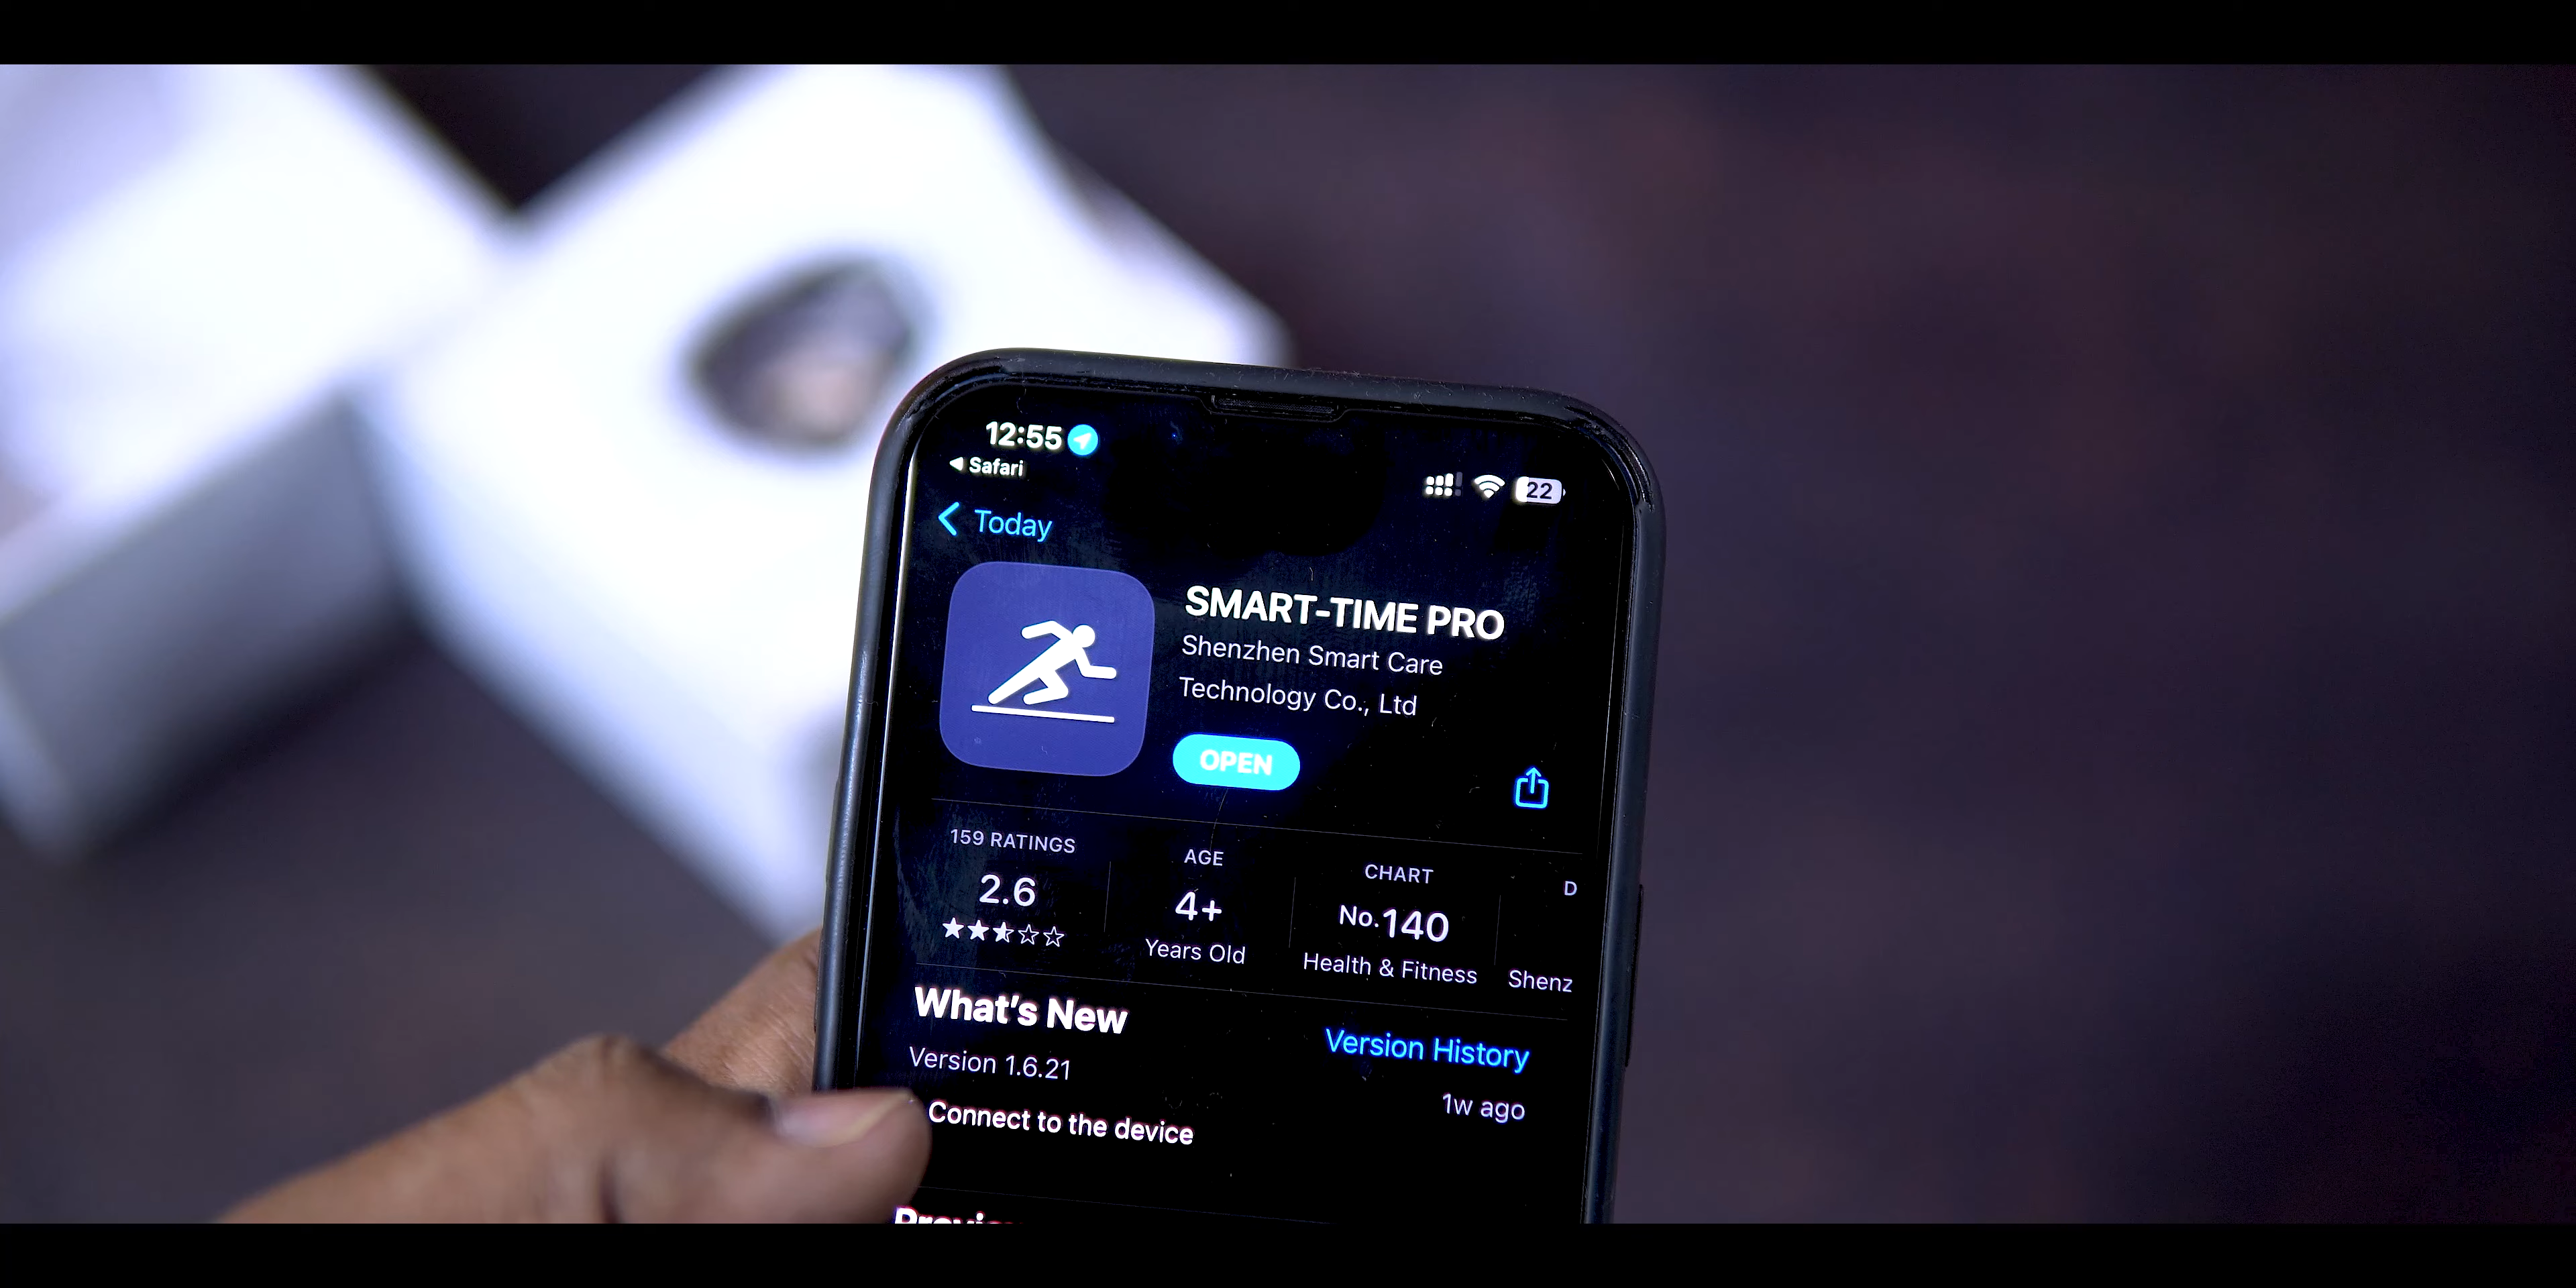 12:55
◀ Safari
22
Today
SMART-TIME PRO
Shenzhen Smart Care
Technology Co., Ltd
OPEN
159 RATINGS
2.6
AGE
4+
Years Old
CHART
No.140
Health & Fitness
D
Shenz
What's New
Version History
Version 1.6.21
1w ago
Connect to the device